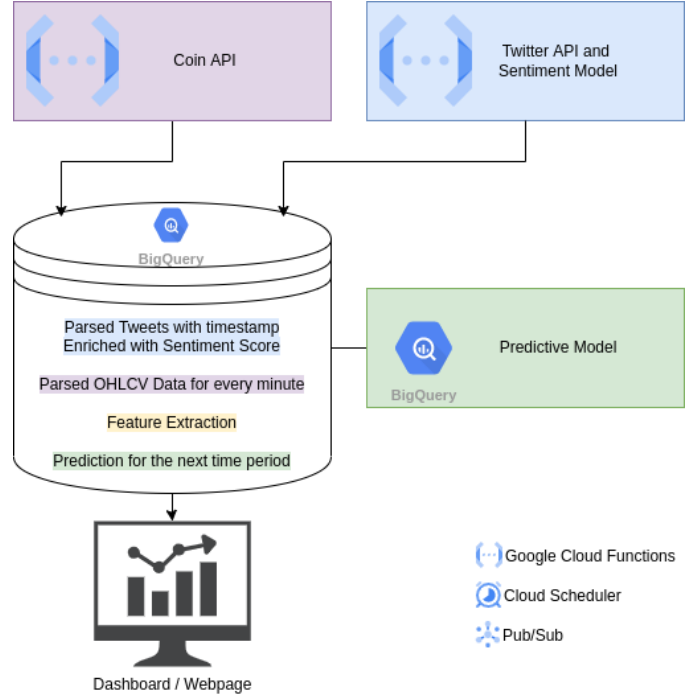 Coin API
Twitter API and
Sentiment Model
BigQuery
Parsed Tweets with timestamp
Enriched with Sentiment Score
Parsed OHLCV Data for every minute
Feature Extraction
Prediction for the next time period
Predictive Model
BigQuery
Google Cloud Functions
Cloud Scheduler
Pub/Sub
Dashboard / Webpage